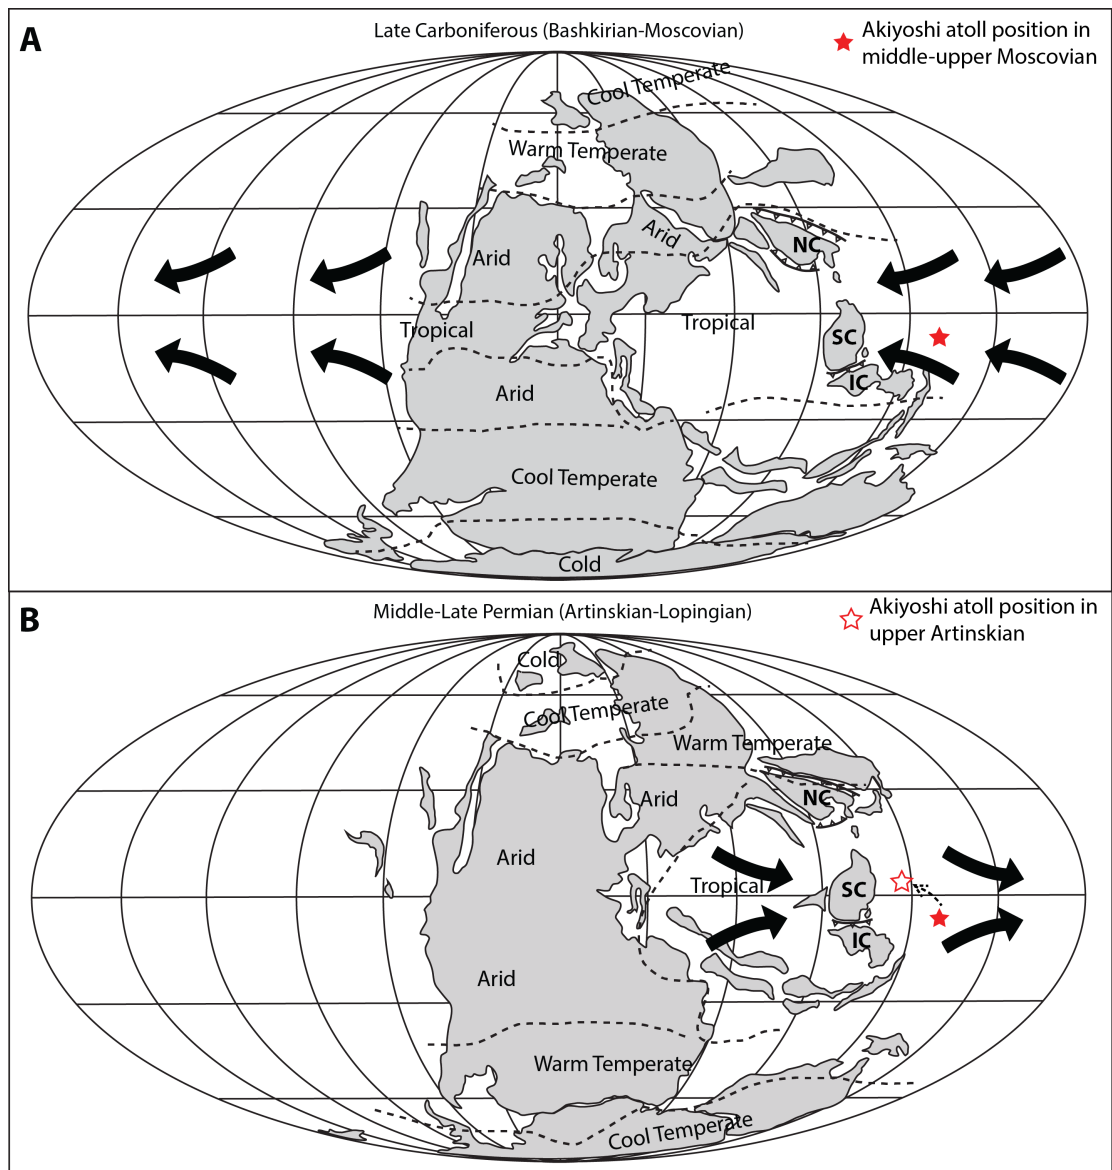 A
Late Carboniferous (Bashkirian-Moscovian)
Akiyoshi atoll position in
middle-upper Moscovian
Cool Temperate
Warm Temperate
Arid
NC
Arid
Tropical
Tropical
SC
IC
Arid
Cool Temperate
Cold
B
Middle-Late Permian (Artinskian-Lopingian)
Akiyoshi atoll position in
upper Artinskian
Cold
Cool Temperate
Warm Temperate
Arid
NC
Arid
Tropical
SC
IC
Arid
Warm Temperate
Cool Temperate